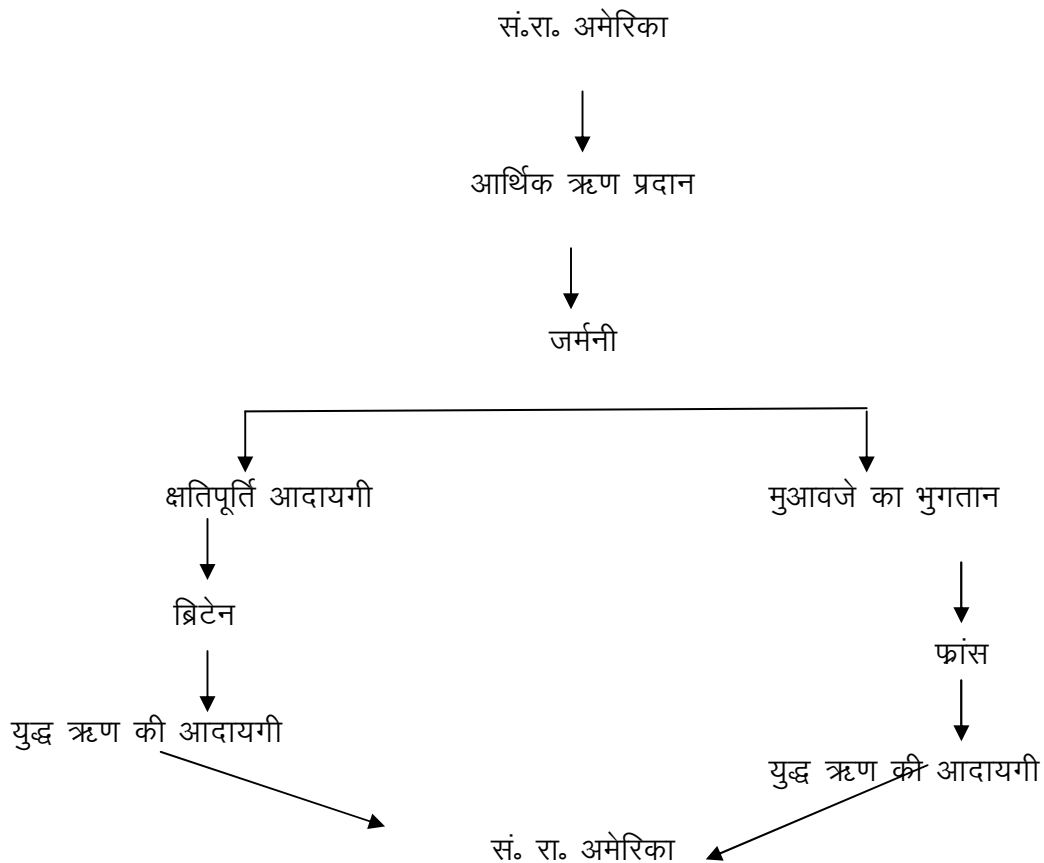 सं॰रा॰ अमेरिका
आर्थिक ऋण प्रदान
जर्मनी
क्षतिपूर्ति आदायगी
मुआवजे का भुगतान
ब्रिटेन
फ्रांस
युद्ध ऋण की आदायगी
युद्ध ऋण की आदायगी
सं॰ रा॰ अमेरिका